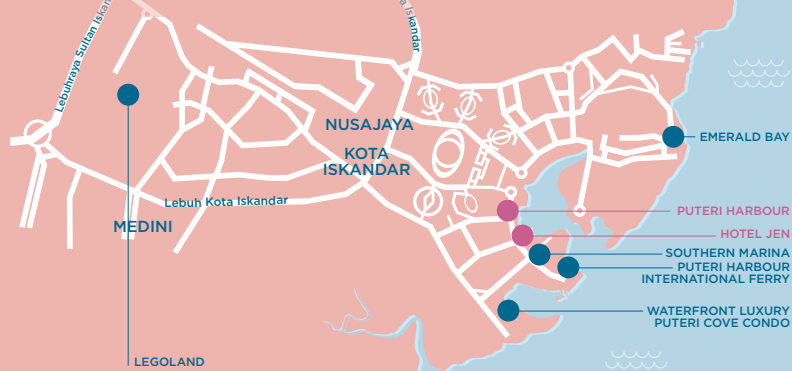 Lebuhraya Sultan Iskan
Iskandar
NUSAJAYA
KOTA
ISKANDAR
Lebuh Kota Iskandar
MEDINI
LEGOLAND
EMERALD BAY
PUTERI HARBOUR
HOTEL JEN
SOUTHERN MARINA
PUTERI HARBOUR
INTERNATIONAL FERRY
WATERFRONT LUXURY
PUTERI COVE CONDO